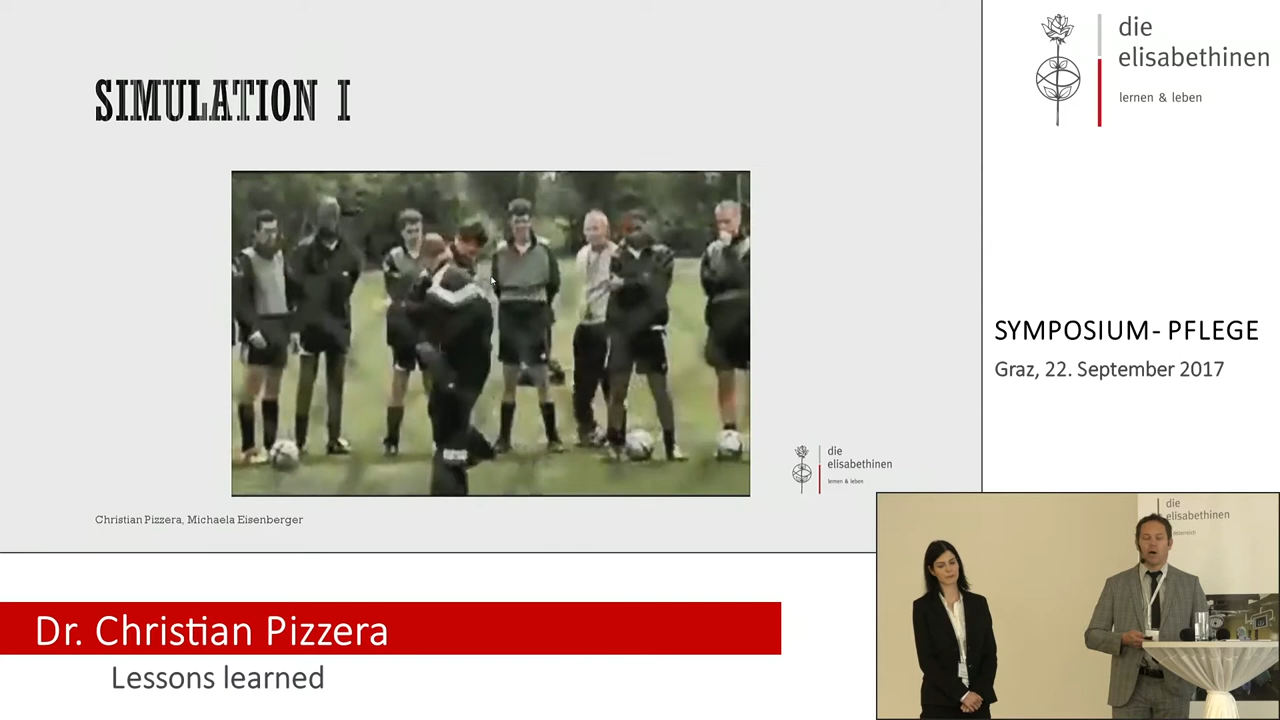 SIMULATION I
die
elisabethinen
lernen & leben
Christian Pizzera, Michaela Eisenberger
die
elisabethinen
lernen & leben
SYMPOSIUM- PFLEGE
Graz, 22. September 2017
die
elisabethinen
Dr. Christian Pizzera
Lessons learned